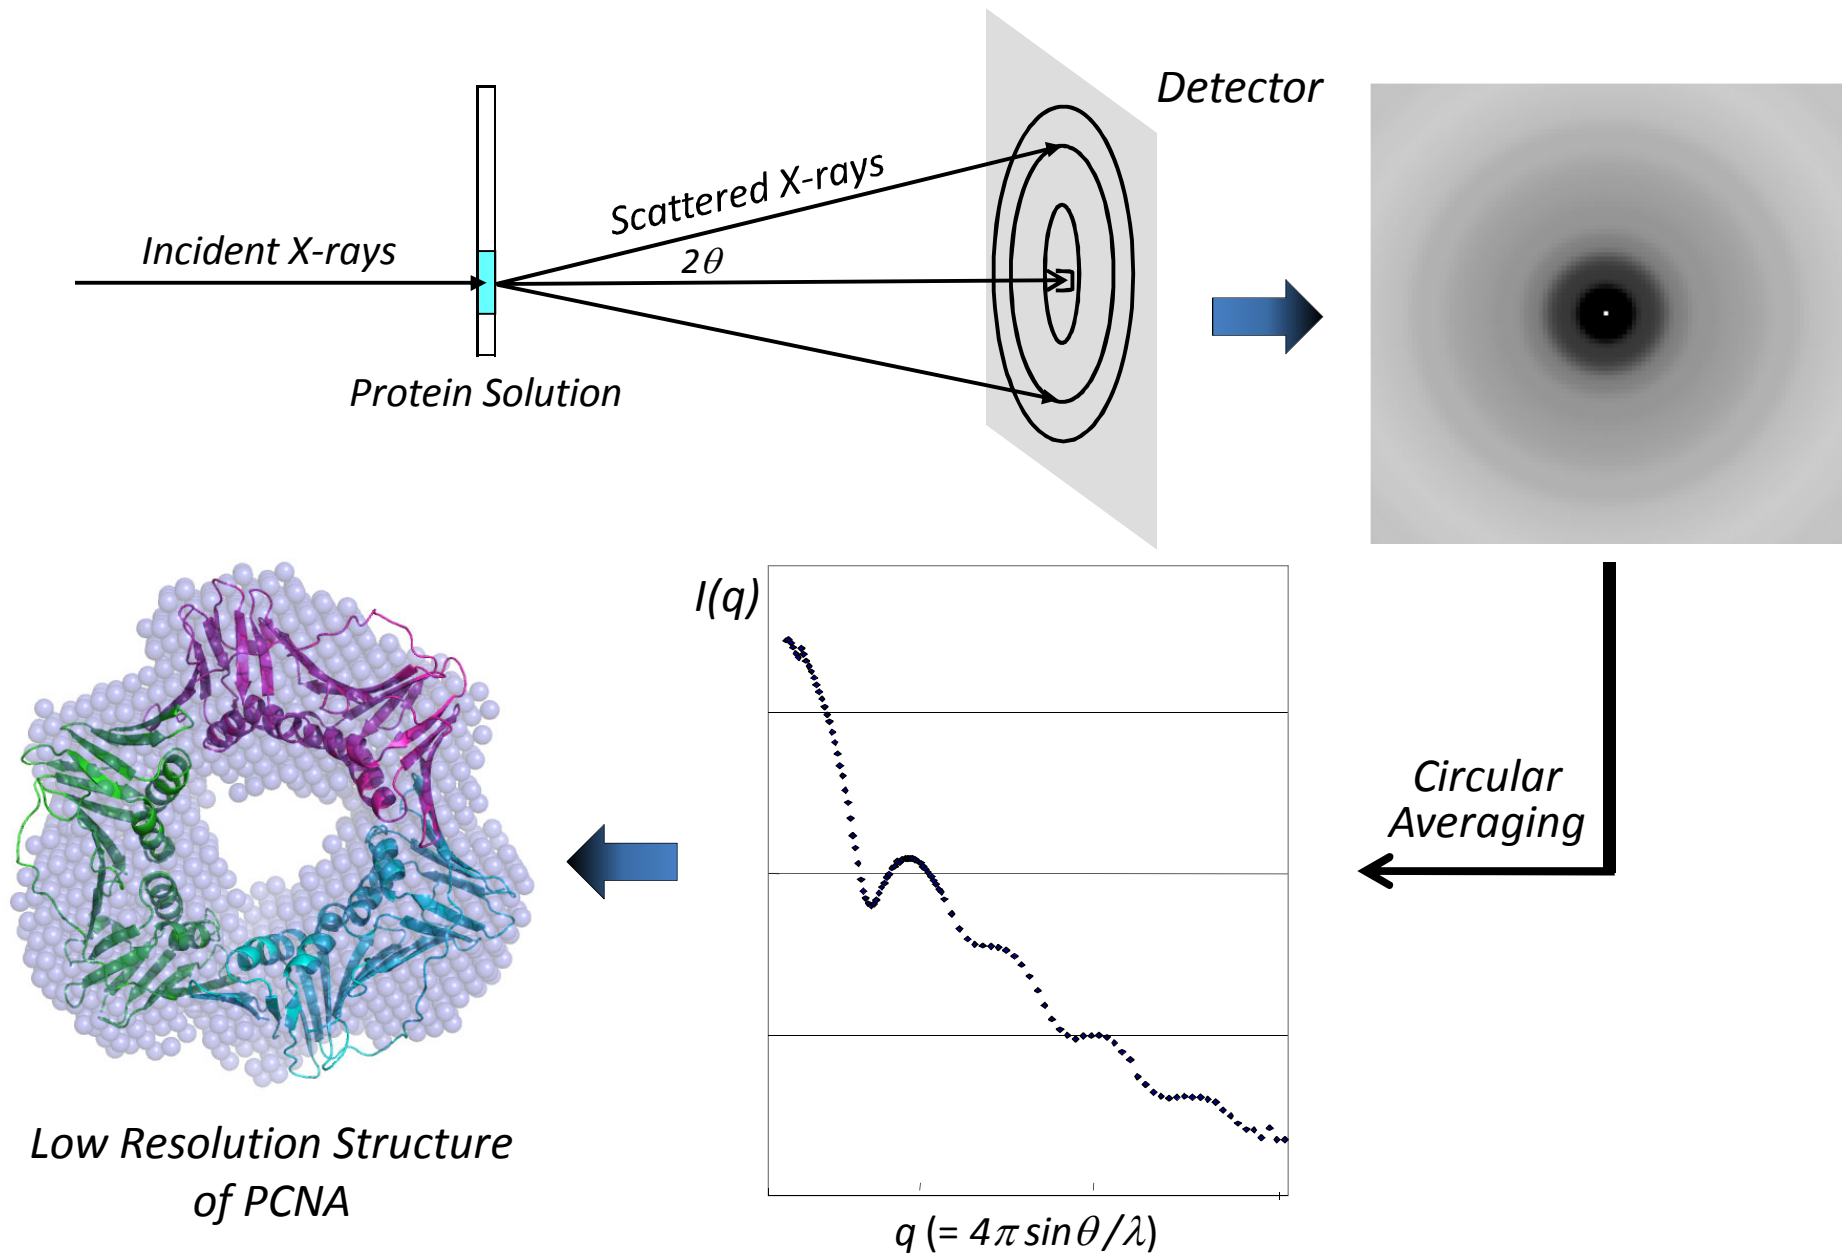 Detector
Scattered X-rays
Incident X-rays
2θ
Protein Solution
I(q)
Circular
Averaging
Low Resolution Structure
of PCNA
q (= 4π sinθ/λ)